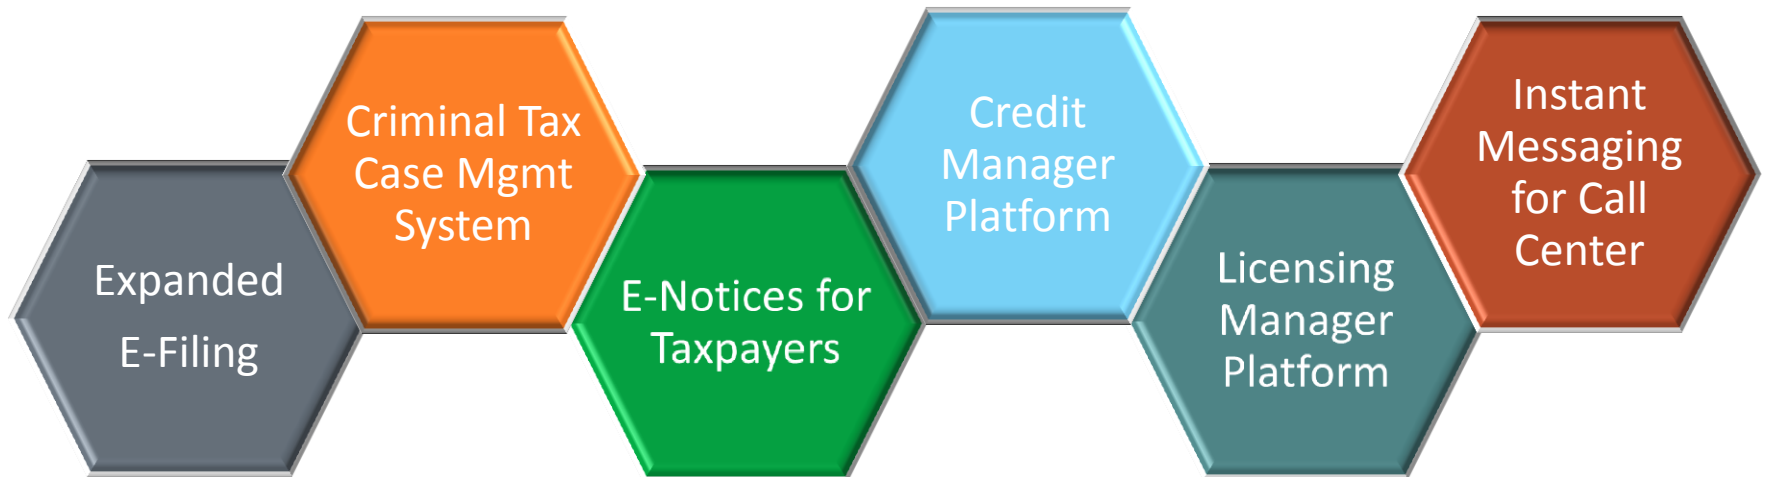 Expanded
E-Filing
Criminal Tax
Case Mgmt
System
E-Notices for
Taxpayers
Credit
Manager
Platform
Licensing
Manager
Platform
Instant
Messaging
for Call
Center